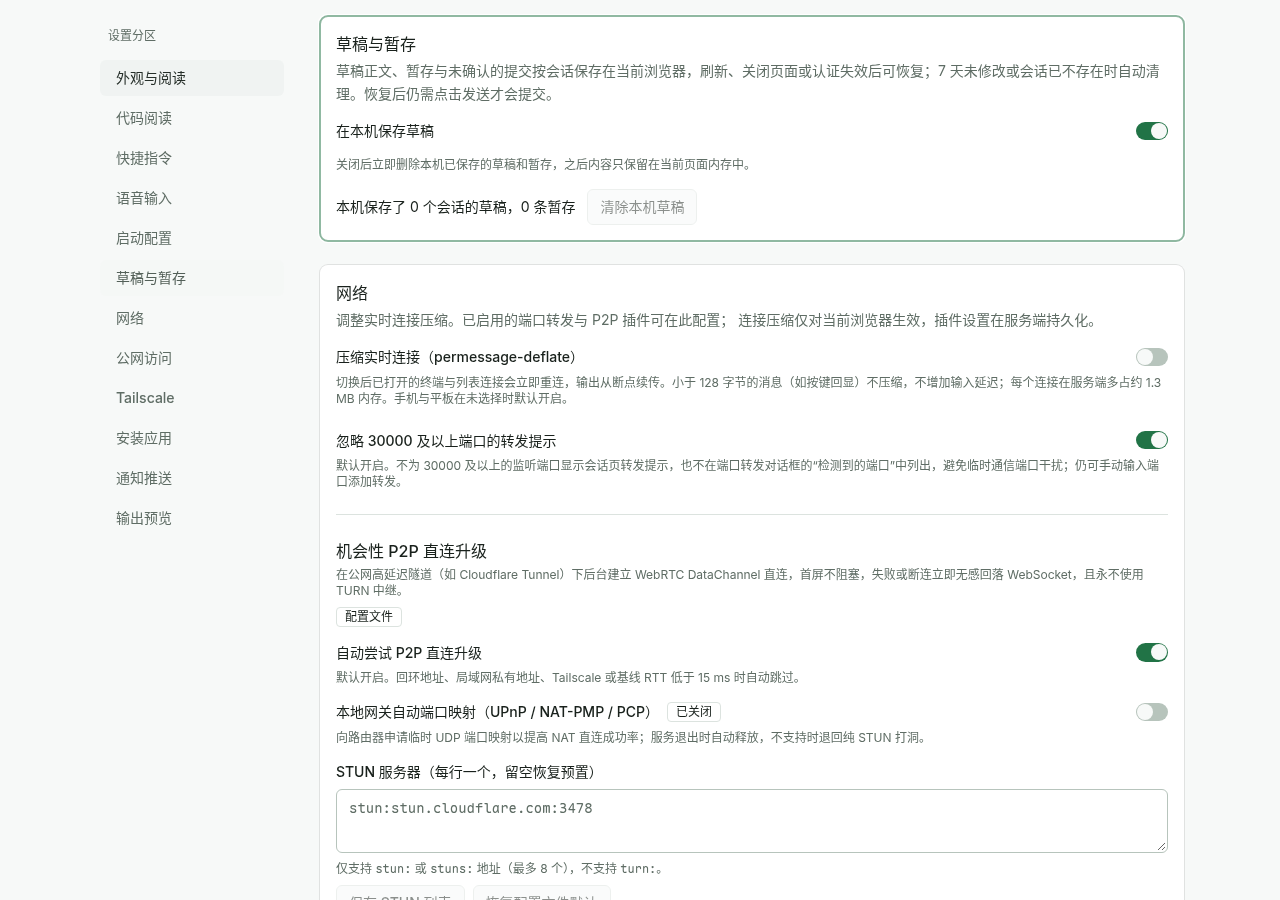 设置分区
外观与阅读
代码阅读
快捷指令
语音输入
启动配置
草稿与暂存
网络
公网访问
Tailscale
安装应用
通知推送
输出预览
草稿与暂存
草稿正文、暂存与未确认的提交按会话保存在当前浏览器，刷新、关闭页面或认证失效后可恢复；7 天未修改或会话已不存在时自动清
理。恢复后仍需点击发送才会提交。
在本机保存草稿
关闭后立即删除本机已保存的草稿和暂存，之后内容只保留在当前页面内存中。
本机保存了 0 个会话的草稿，0 条暂存 清除本机草稿
网络
调整实时连接压缩。已启用的端口转发与 P2P 插件可在此配置； 连接压缩仅对当前浏览器生效，插件设置在服务端持久化。
压缩实时连接（permessage-deflate）
切换后已打开的终端与列表连接会立即重连，输出从断点续传。小于 128 字节的消息（如按键回显）不压缩，不增加输入延迟；每个连接在服务端多占约 1.3
MB 内存。手机与平板在未选择时默认开启。
忽略 30000 及以上端口的转发提示
默认开启。不为 30000 及以上的监听端口显示会话页转发提示，也不在端口转发对话框的“检测到的端口”中列出，避免临时通信端口干扰；仍可手动输入端
口添加转发。
机会性 P2P 直连升级
在公网高延迟隧道（如 Cloudflare Tunnel）下后台建立 WebRTC DataChannel 直连，首屏不阻塞，失败或断连立即无感回落 WebSocket，且永不使用
TURN 中继。
配置文件
自动尝试 P2P 直连升级
默认开启。回环地址、局域网私有地址、Tailscale 或基线 RTT 低于 15 ms 时自动跳过。
本地网关自动端口映射（UPnP / NAT-PMP / PCP） 已关闭
向路由器申请临时 UDP 端口映射以提高 NAT 直连成功率；服务退出时自动释放，不支持时退回纯 STUN 打洞。
STUN 服务器（每行一个，留空恢复预置）
stun:stun.cloudflare.com:3478
仅支持 stun: 或 stuns: 地址（最多 8 个），不支持 turn:。
保存 STUN 列表 恢复配置文件默认